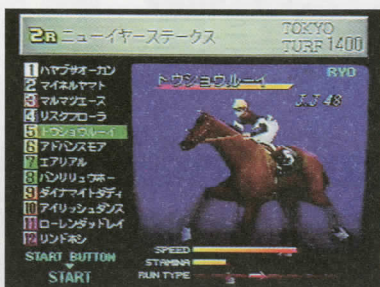 2R ニューイヤーステークス
TOKYO
TURF 1400
1 ハヤブサオーカン
2 マイネルヤマト
3 マルマツエース
4 リスタフローラ
5 トウショウルーイ
6 アドバンスモア
7 エアリアル
8 バンリリュウホー
9 ダイナマイトダディ
10 アイリッシュダンス
11 ローレンダッドレイ
12 リンドホシ
トウショウルーイ
RYO
J.J 48
SPEED
STAMINA
RUN TYPE
START BUTTON
START